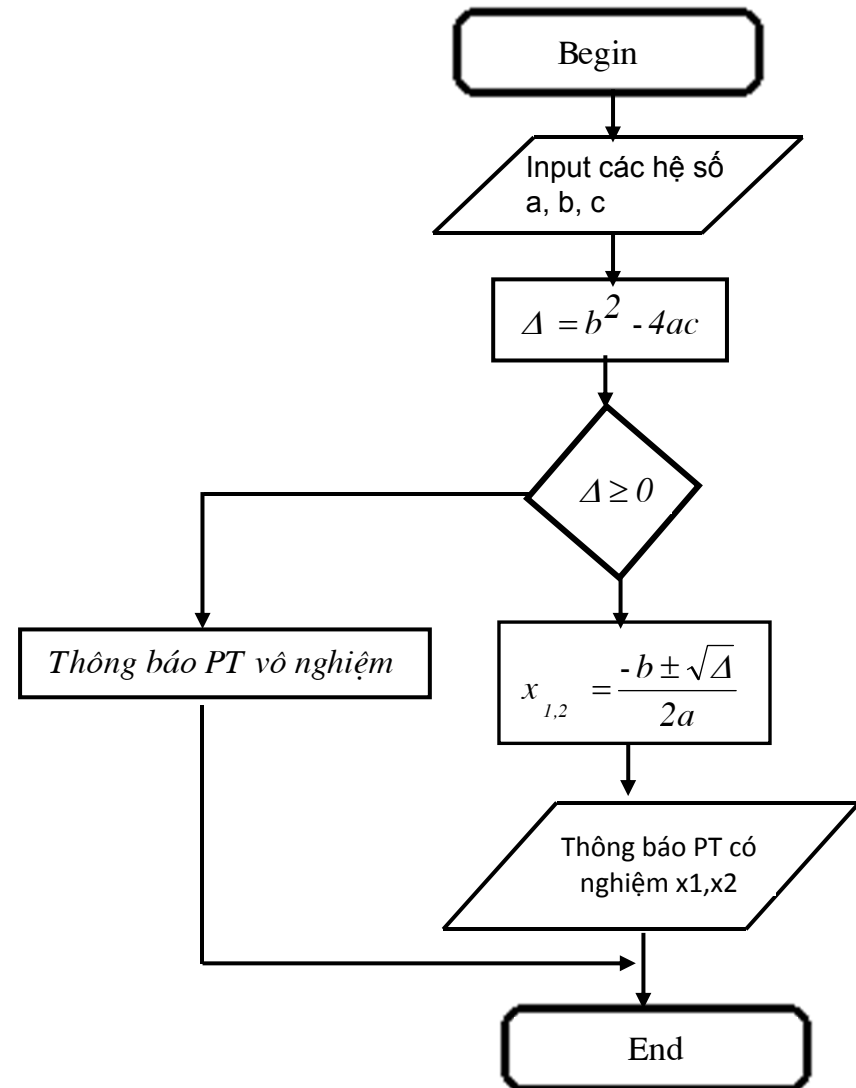 Begin
Input các hệ số
a, b, c
Δ = b² - 4ac
Δ ≥ 0
Thông báo PT vô nghiệm
x₁,₂ = (-b ± √Δ) / 2a
Thông báo PT có
nghiệm x1,x2
End